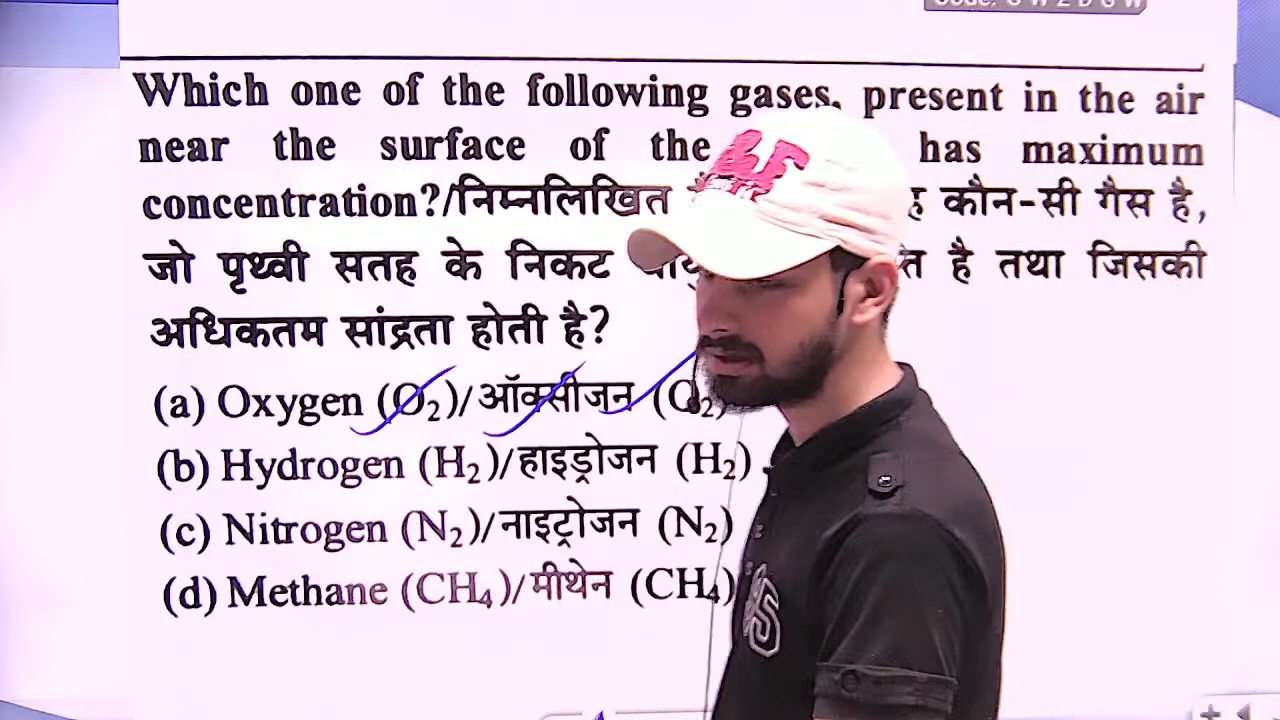 Which one of the following gases, present in the air
near the surface of the has maximum
concentration?/निम्नलिखित कौन-सी गैस है,
जो पृथ्वी सतह के निकट है तथा जिसकी
अधिकतम सांद्रता होती है?
(a) Oxygen (O₂)/ऑक्सीजन (O₂)
(b) Hydrogen (H₂)/हाइड्रोजन (H₂)
(c) Nitrogen (N₂)/नाइट्रोजन (N₂)
(d) Methane (CH₄)/मीथेन (CH₄)